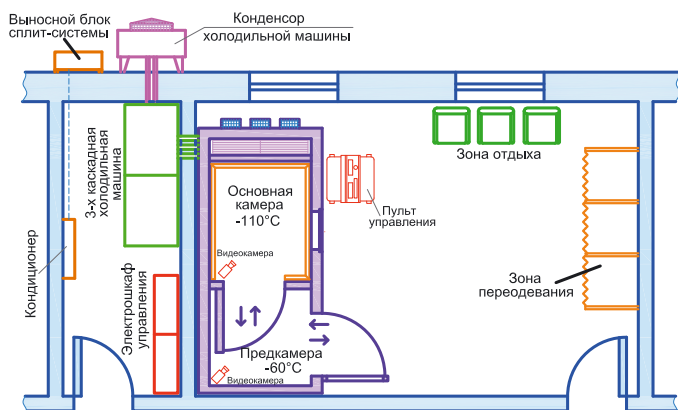 Выносной блок
сплит-системы
Конденсор
холодильной машины
3-х каскадная
холодильная
машина
Основная
камера
-110°C
Зона отдыха
Пульт
управления
Видеокамера
Кондиционер
Зона
переодевания
Электрошкаф
управления
Предкамера
-60°C
Видеокамера